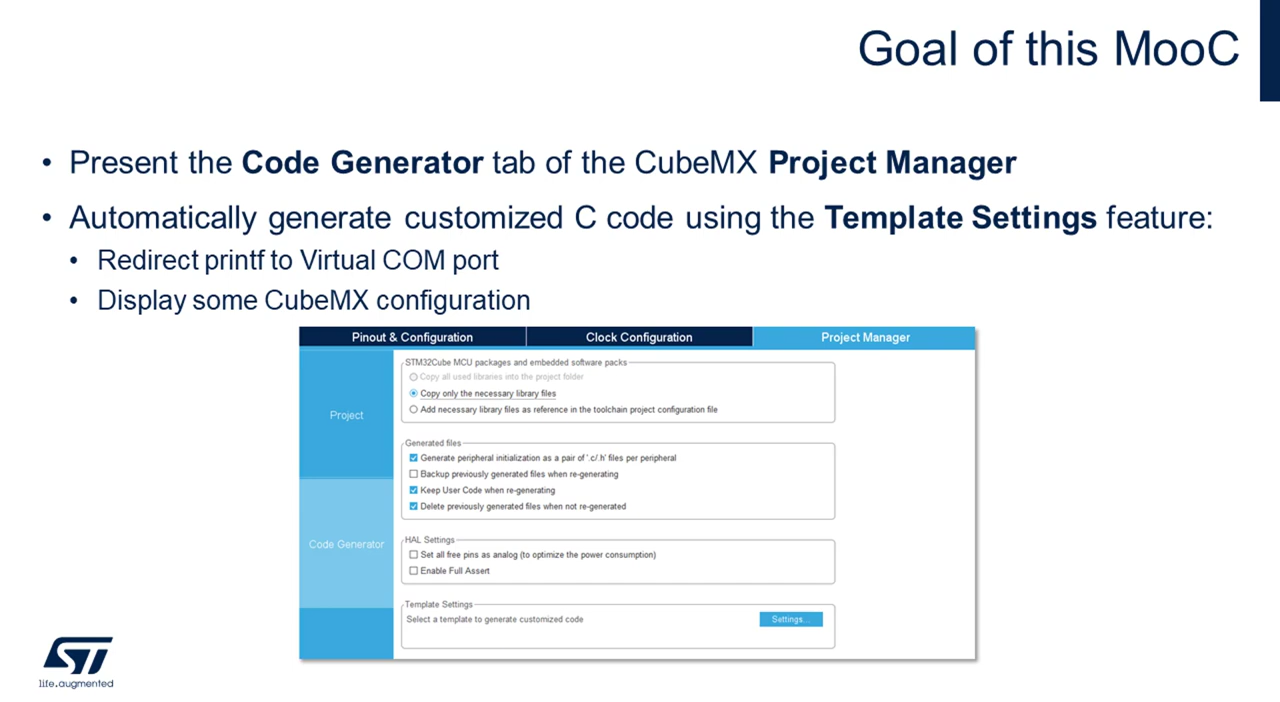 Goal of this MooC
• Present the Code Generator tab of the CubeMX Project Manager
• Automatically generate customized C code using the Template Settings feature:
• Redirect printf to Virtual COM port
• Display some CubeMX configuration
Pinout & Configuration
Clock Configuration
Project Manager
STM32Cube MCU packages and embedded software packs
Copy all used libraries into the project folder
Copy only the necessary library files
Add necessary library files as reference in the toolchain project configuration file
Project
Generated files
Generate peripheral initialization as a pair of '.c/.h' files per peripheral
Backup previously generated files when re-generating
Keep User Code when re-generating
Delete previously generated files when not re-generated
Code Generator
HAL Settings
Set all free pins as analog (to optimize the power consumption)
Enable Full Assert
Template Settings
Select a template to generate customized code
Settings...
ST
life.augmented